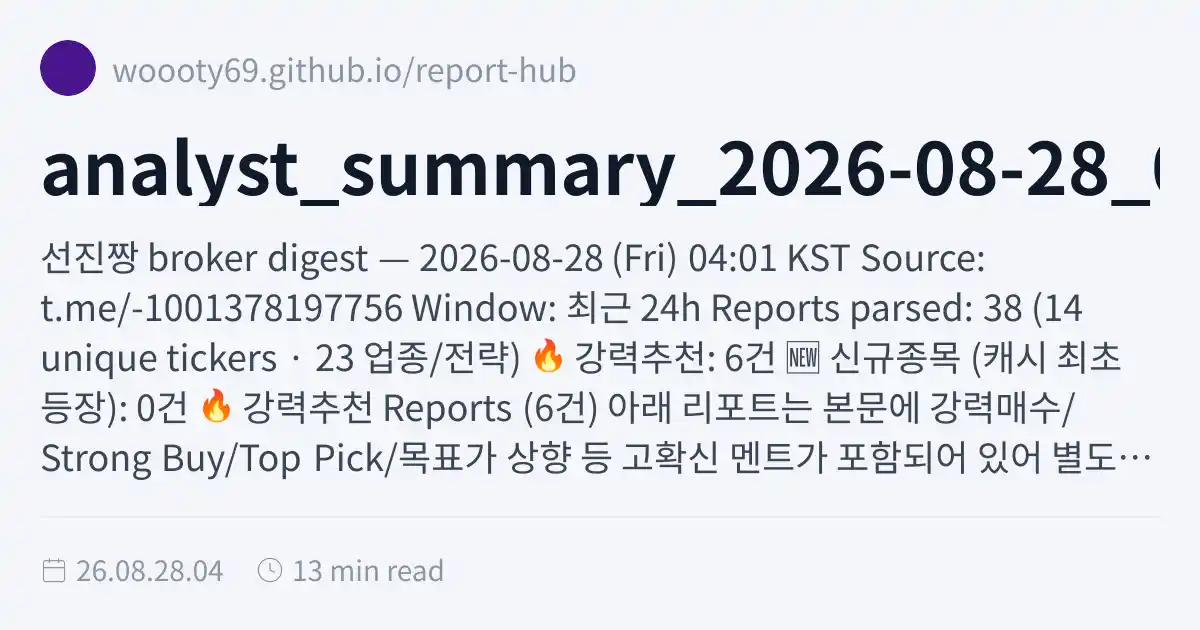 woooty69.github.io/report-hub
analyst_summary_2026-08-28_
선진짱 broker digest — 2026-08-28 (Fri) 04:01 KST Source:
t.me/-1001378197756 Window: 최근 24h Reports parsed: 38 (14
unique tickers · 23 업종/전략) 🔥 강력추천: 6건 🆕 신규종목 (캐시 최초
등장): 0건 🔥 강력추천 Reports (6건) 아래 리포트는 본문에 강력매수/
Strong Buy/Top Pick/목표가 상향 등 고확신 멘트가 포함되어 있어 별도…
26.08.28.04 13 min read